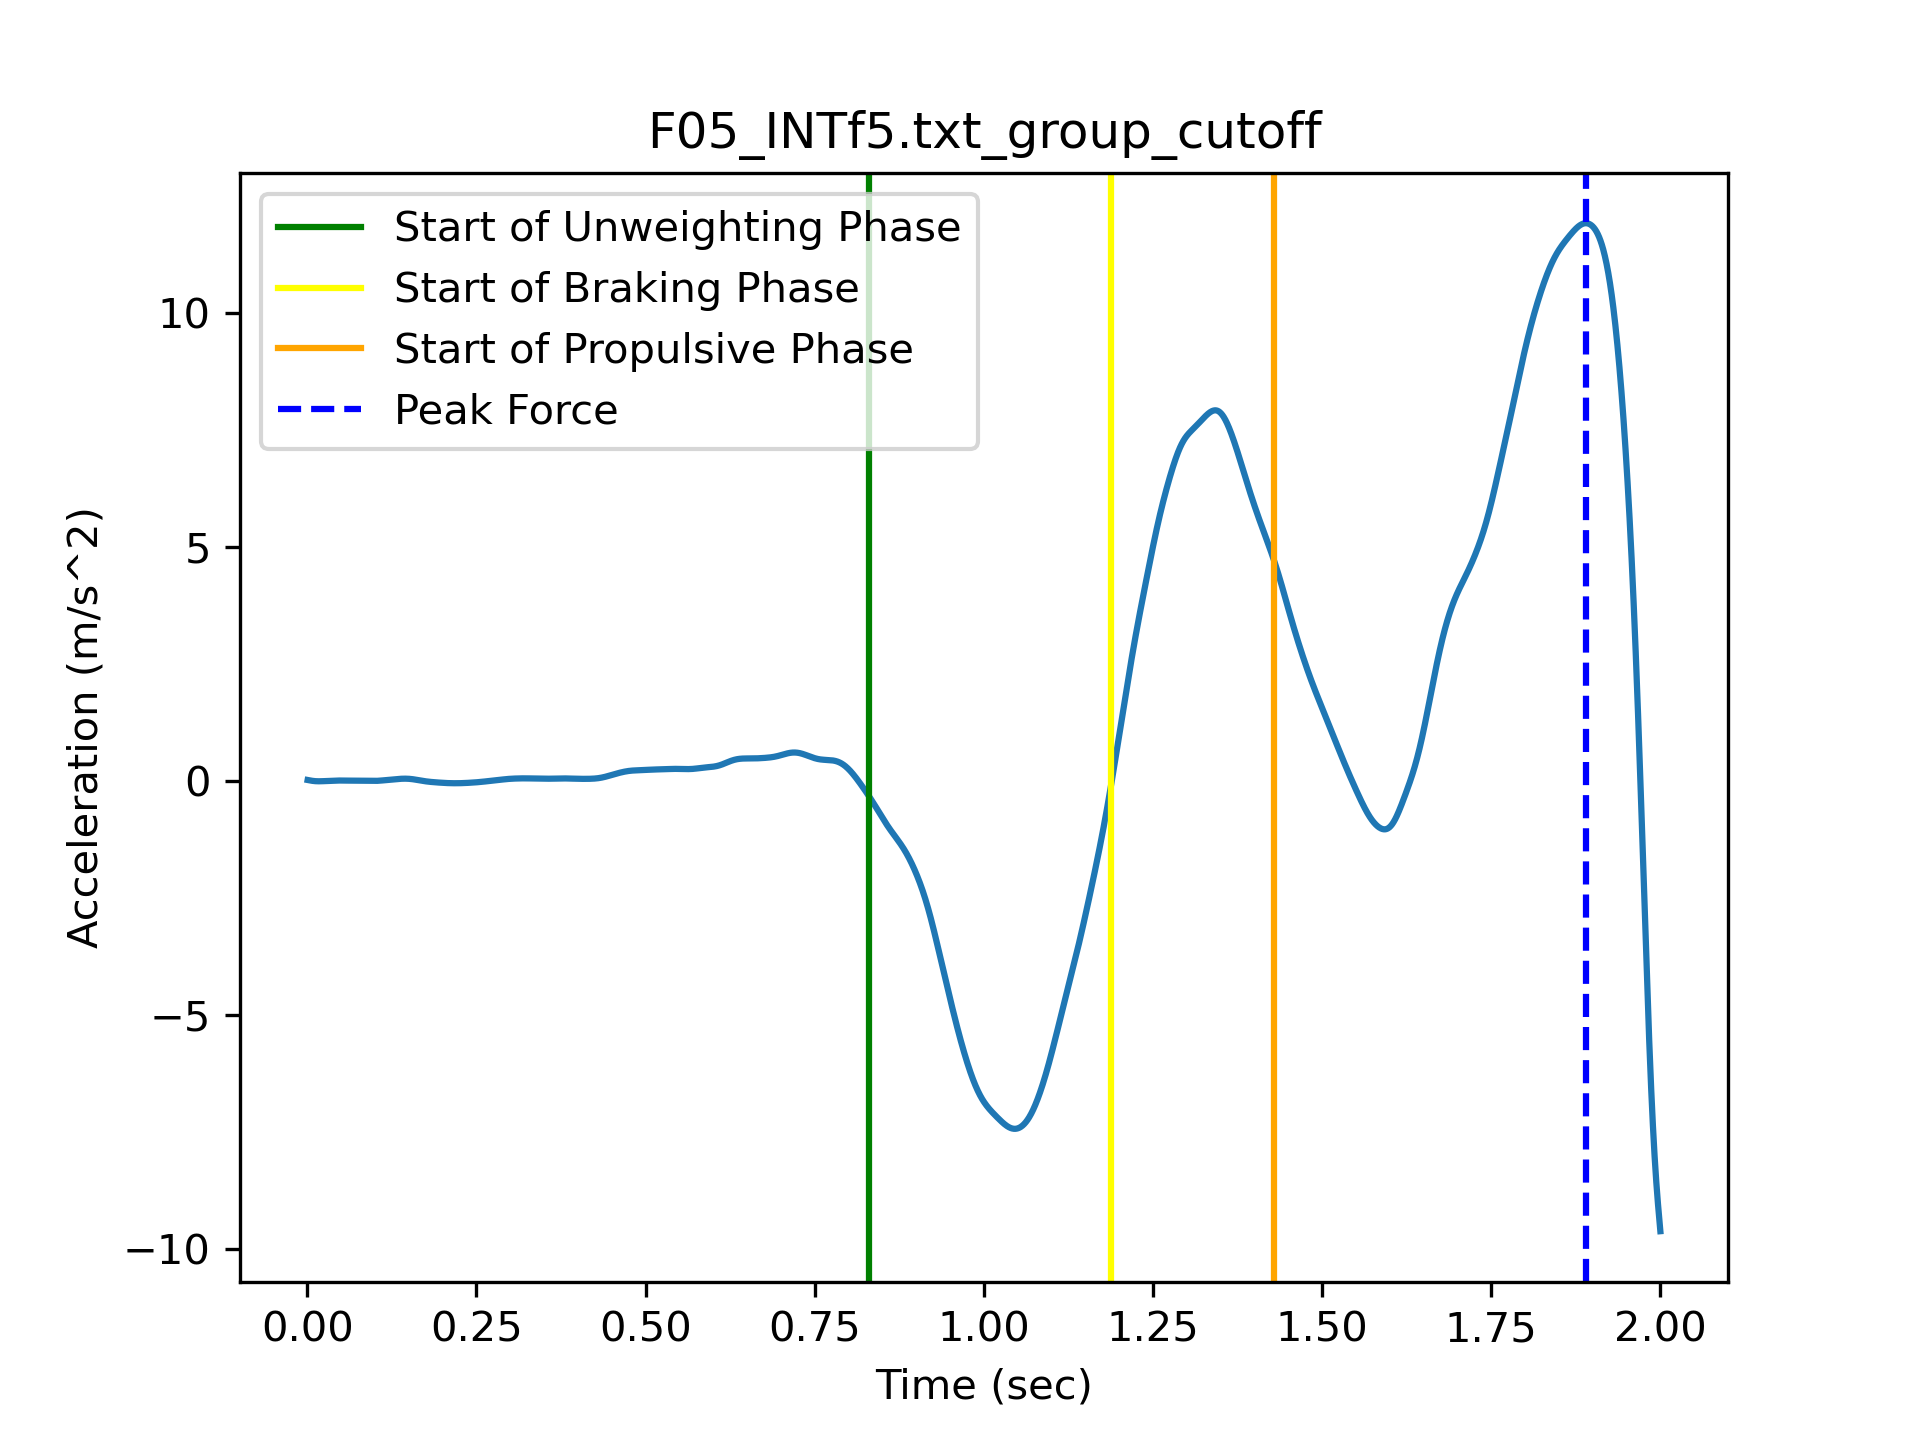 F05_INTf5.txt_group_cutoff
Start of Unweighting Phase
Start of Braking Phase
Start of Propulsive Phase
Peak Force
Acceleration (m/s^2)
10
5
0
−5
−10
0.00 0.25 0.50 0.75 1.00 1.25 1.50 1.75 2.00
Time (sec)